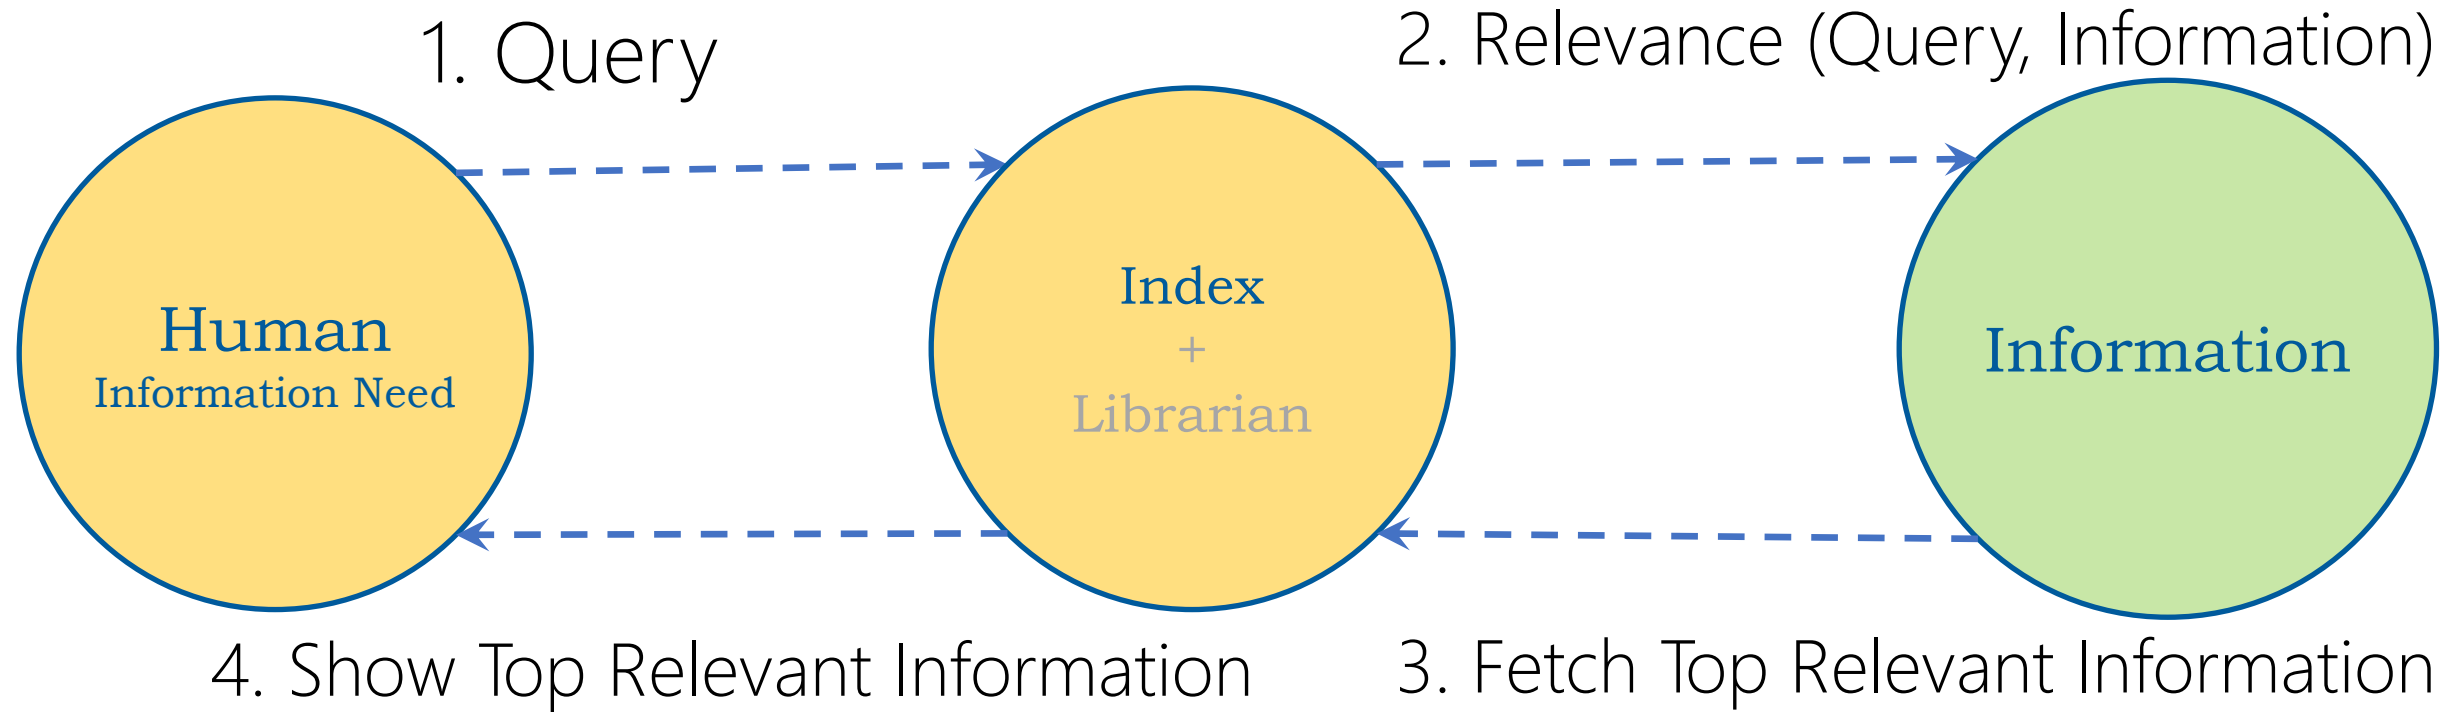 1. Query
2. Relevance (Query, Information)
Human
Information Need
Index
+
Librarian
Information
4. Show Top Relevant Information
3. Fetch Top Relevant Information